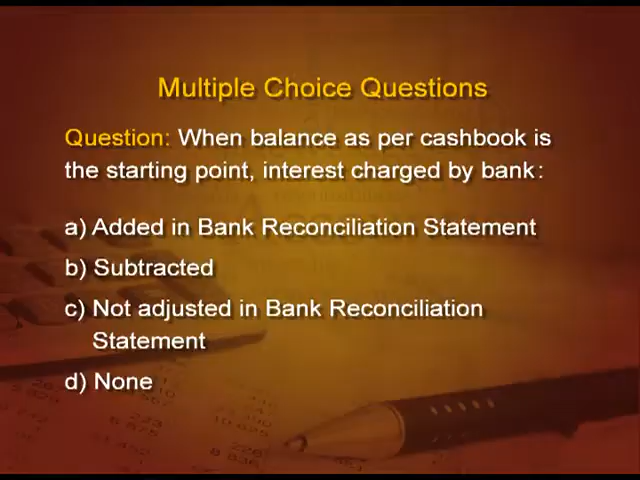 Multiple Choice Questions
Question: When balance as per cashbook is
the starting point, interest charged by bank:
a) Added in Bank Reconciliation Statement
b) Subtracted
c) Not adjusted in Bank Reconciliation
Statement
d) None